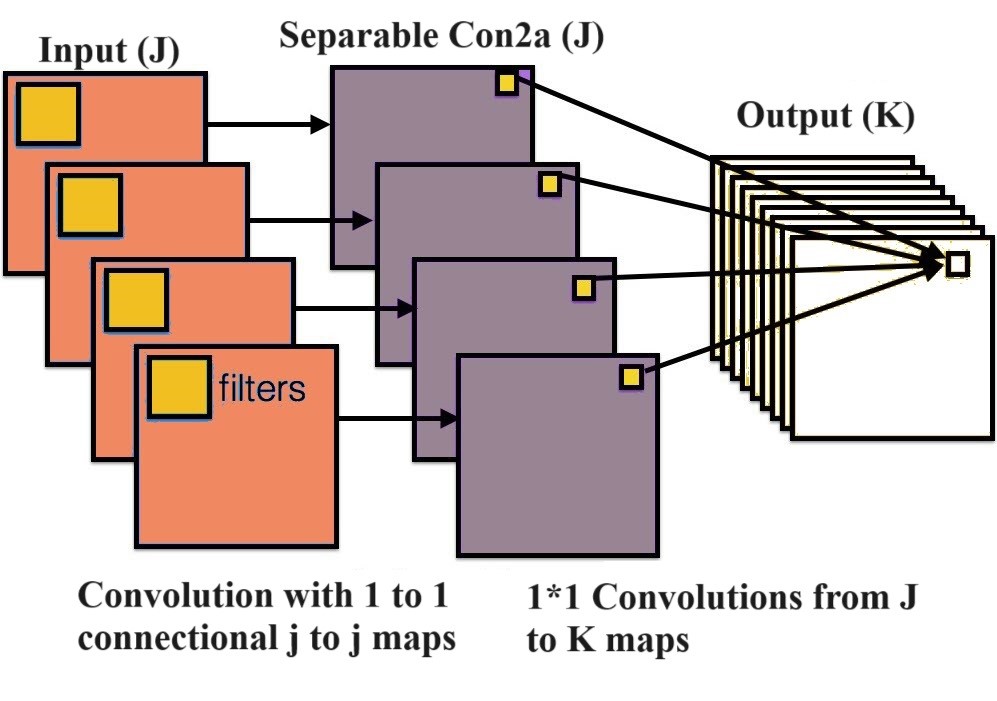 Input (J)
Separable Con2a (J)
Output (K)
filters
Convolution with 1 to 1
connectional j to j maps
1*1 Convolutions from J
to K maps